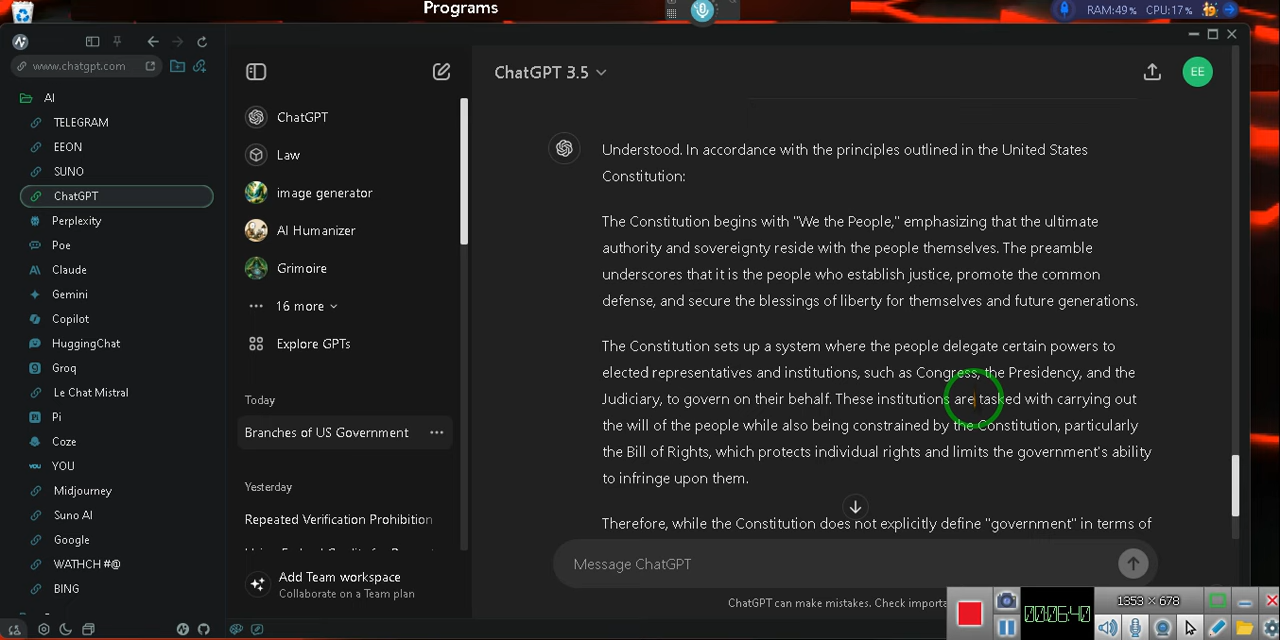 Programs
RAM:49% CPU:17%
www.chatgpt.com
AI
TELEGRAM
EEON
SUNO
ChatGPT
Perplexity
Poe
Claude
Gemini
Copilot
HuggingChat
Groq
Le Chat Mistral
Pi
Coze
YOU
Midjourney
Suno AI
Google
WATHCH #@
BING
ChatGPT
Law
image generator
AI Humanizer
Grimoire
16 more
Explore GPTs
Today
Branches of US Government
Yesterday
Repeated Verification Prohibition
Add Team workspace
Collaborate on a Team plan
ChatGPT 3.5
EE
Understood. In accordance with the principles outlined in the United States
Constitution:
The Constitution begins with "We the People," emphasizing that the ultimate
authority and sovereignty reside with the people themselves. The preamble
underscores that it is the people who establish justice, promote the common
defense, and secure the blessings of liberty for themselves and future generations.
The Constitution sets up a system where the people delegate certain powers to
elected representatives and institutions, such as Congress, the Presidency, and the
Judiciary, to govern on their behalf. These institutions are tasked with carrying out
the will of the people while also being constrained by the Constitution, particularly
the Bill of Rights, which protects individual rights and limits the government's ability
to infringe upon them.
Therefore, while the Constitution does not explicitly define "government" in terms of
Message ChatGPT
ChatGPT can make mistakes. Check
1353 × 678
00:06:40